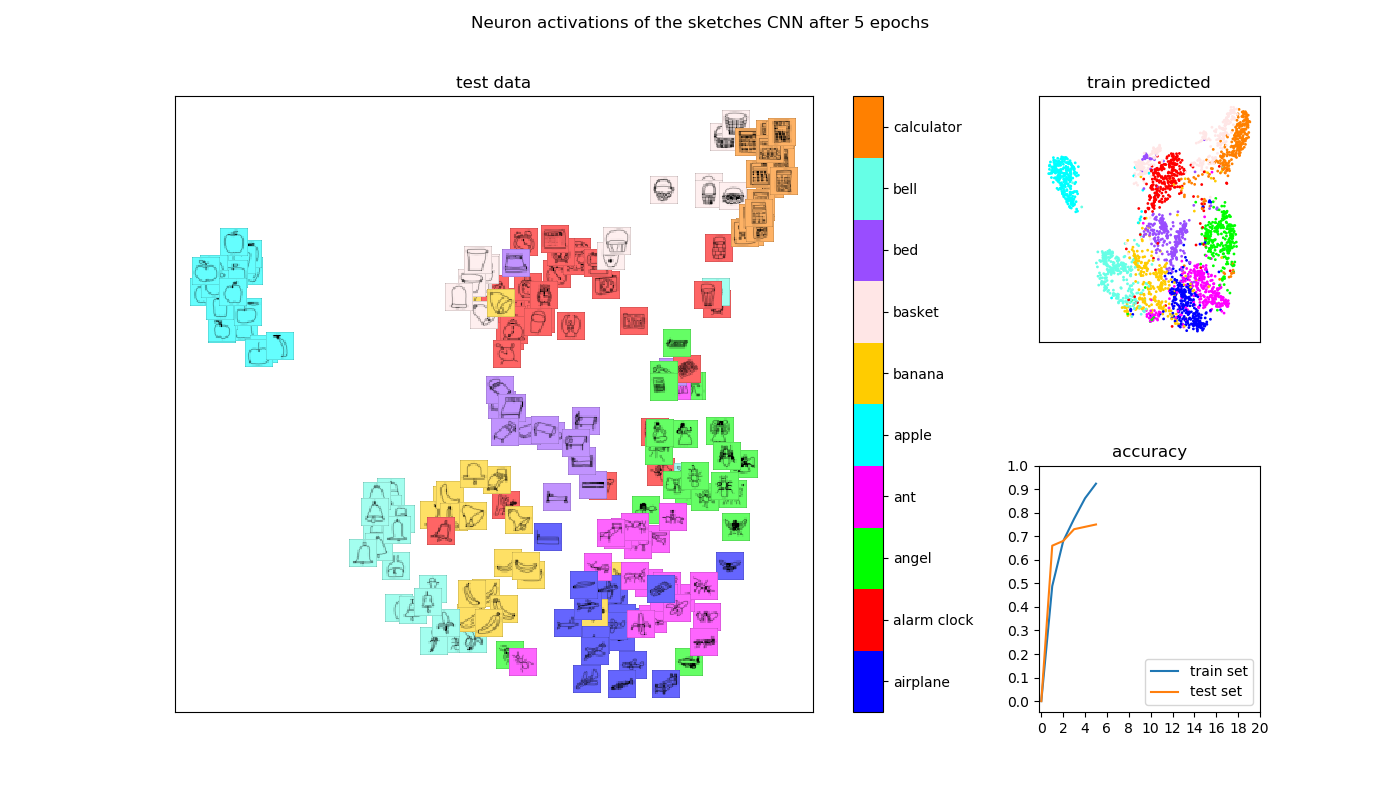 Neuron activations of the sketches CNN after 5 epochs
test data
calculator
bell
bed
basket
banana
apple
ant
angel
alarm clock
airplane
train predicted
accuracy
1.0
0.9
0.8
0.7
0.6
0.5
0.4
0.3
0.2
0.1
0.0
train set
test set
0 2 4 6 8 10 12 14 16 18 20